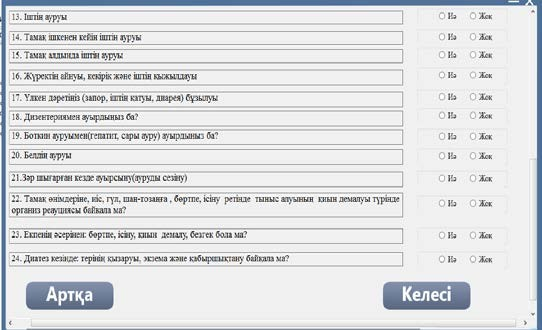 13. Іштің ауруы
Иә Жоқ
14. Тамақ ішкенен кейін іштің ауруы
Иә Жоқ
15. Тамақ алдында іштің ауруы
Иә Жоқ
16. Жүректің айнуы, кекірік және іштің қыжылдауы
Иә Жоқ
17. Үлкен дәретініз (запор, іштің қатуы, диарея) бұзылуы
Иә Жоқ
18. Дизентериямен ауырдыңыз ба?
Иә Жоқ
19. Боткин ауруымен(гепатит, сары ауру) ауырдыңыз ба?
Иә Жоқ
20. Белдің ауруы
Иә Жоқ
21.Зәр шығарған кезде ауырсыну(ауруды сезіну)
Иә Жоқ
22. Тамақ өнімдеріне, иіс, гүл, шаң-тозаңға , бөртпе, ісіну ретінде тыныс алуының қиын демалуы түрінде
организ реауциясы байқала ма?
Иә Жоқ
23. Екпенің әсерінен: бөртпе, ісіну, қиын демалу, безгек бола ма?
Иә Жоқ
24. Диатез кезінде: терінің қызаруы, экзема және қабыршықтану байқала ма?
Иә Жоқ
Артқа
Келесі